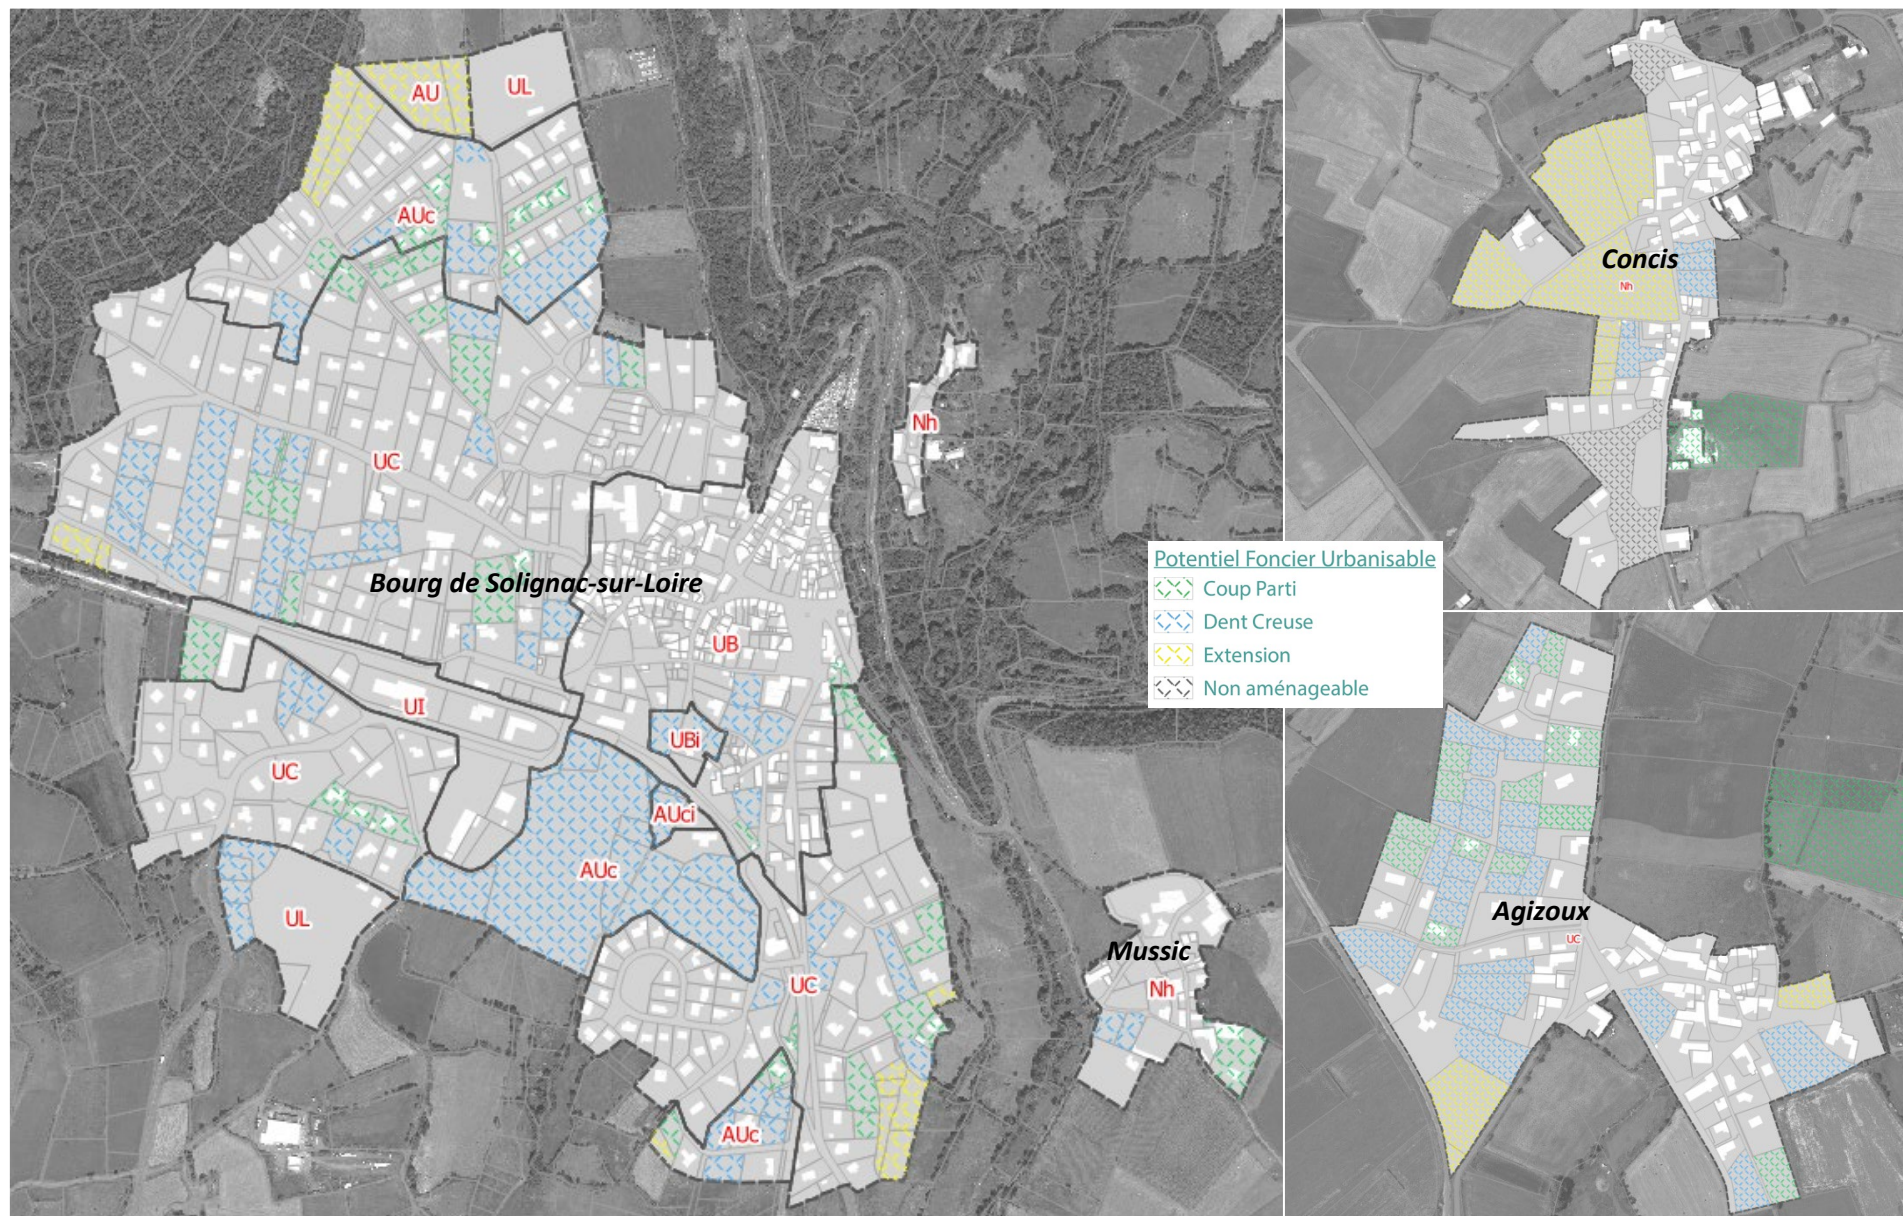 AU
UL
AUc
UC
Nh
Bourg de Solignac-sur-Loire
UB
UI
UBi
UC
AUci
AUc
UL
UC
AUc
Mussic
Nh
Concis
Nh
Potentiel Foncier Urbanisable
Coup Parti
Dent Creuse
Extension
Non aménageable
Agizoux
UC